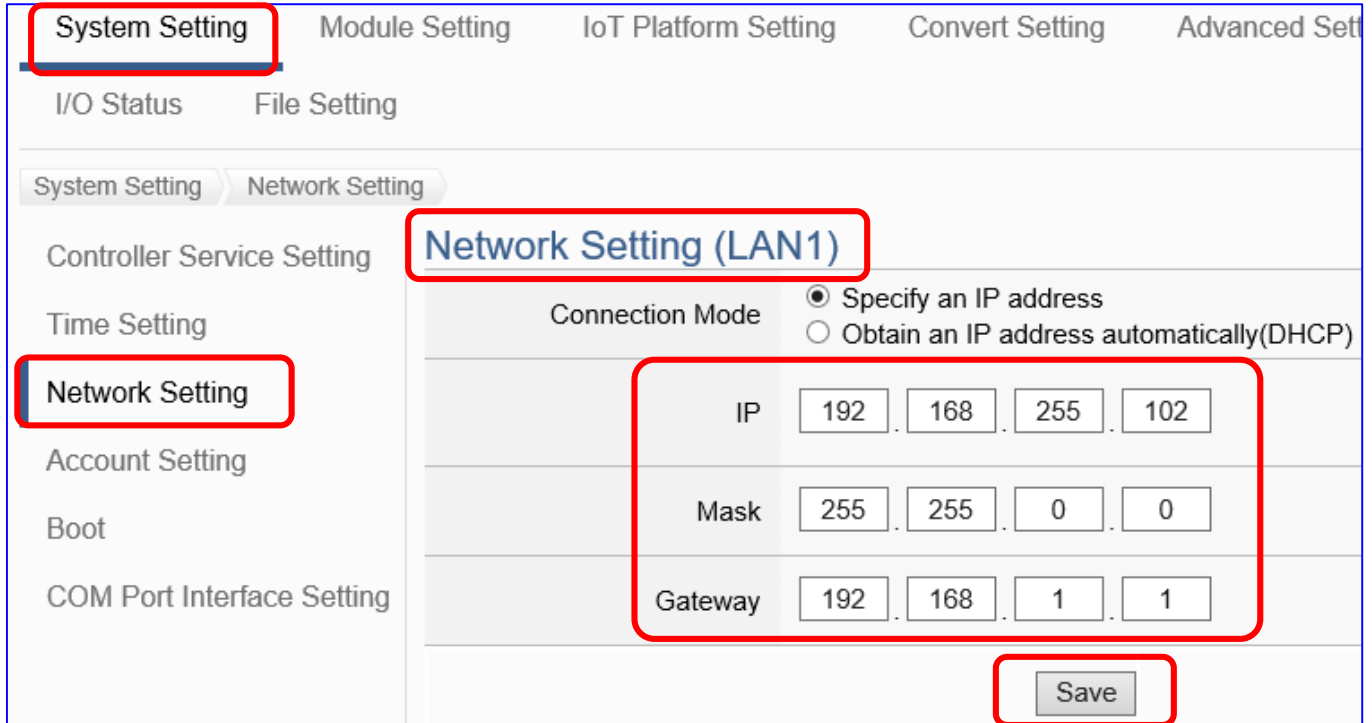 System Setting Module Setting IoT Platform Setting Convert Setting Advanced Sett
I/O Status File Setting
System Setting Network Setting
Controller Service Setting
Time Setting
Network Setting
Account Setting
Boot
COM Port Interface Setting
Network Setting (LAN1)
Connection Mode
Specify an IP address
Obtain an IP address automatically(DHCP)
IP 192 . 168 . 255 . 102
Mask 255 . 255 . 0 . 0
Gateway 192 . 168 . 1 . 1
Save